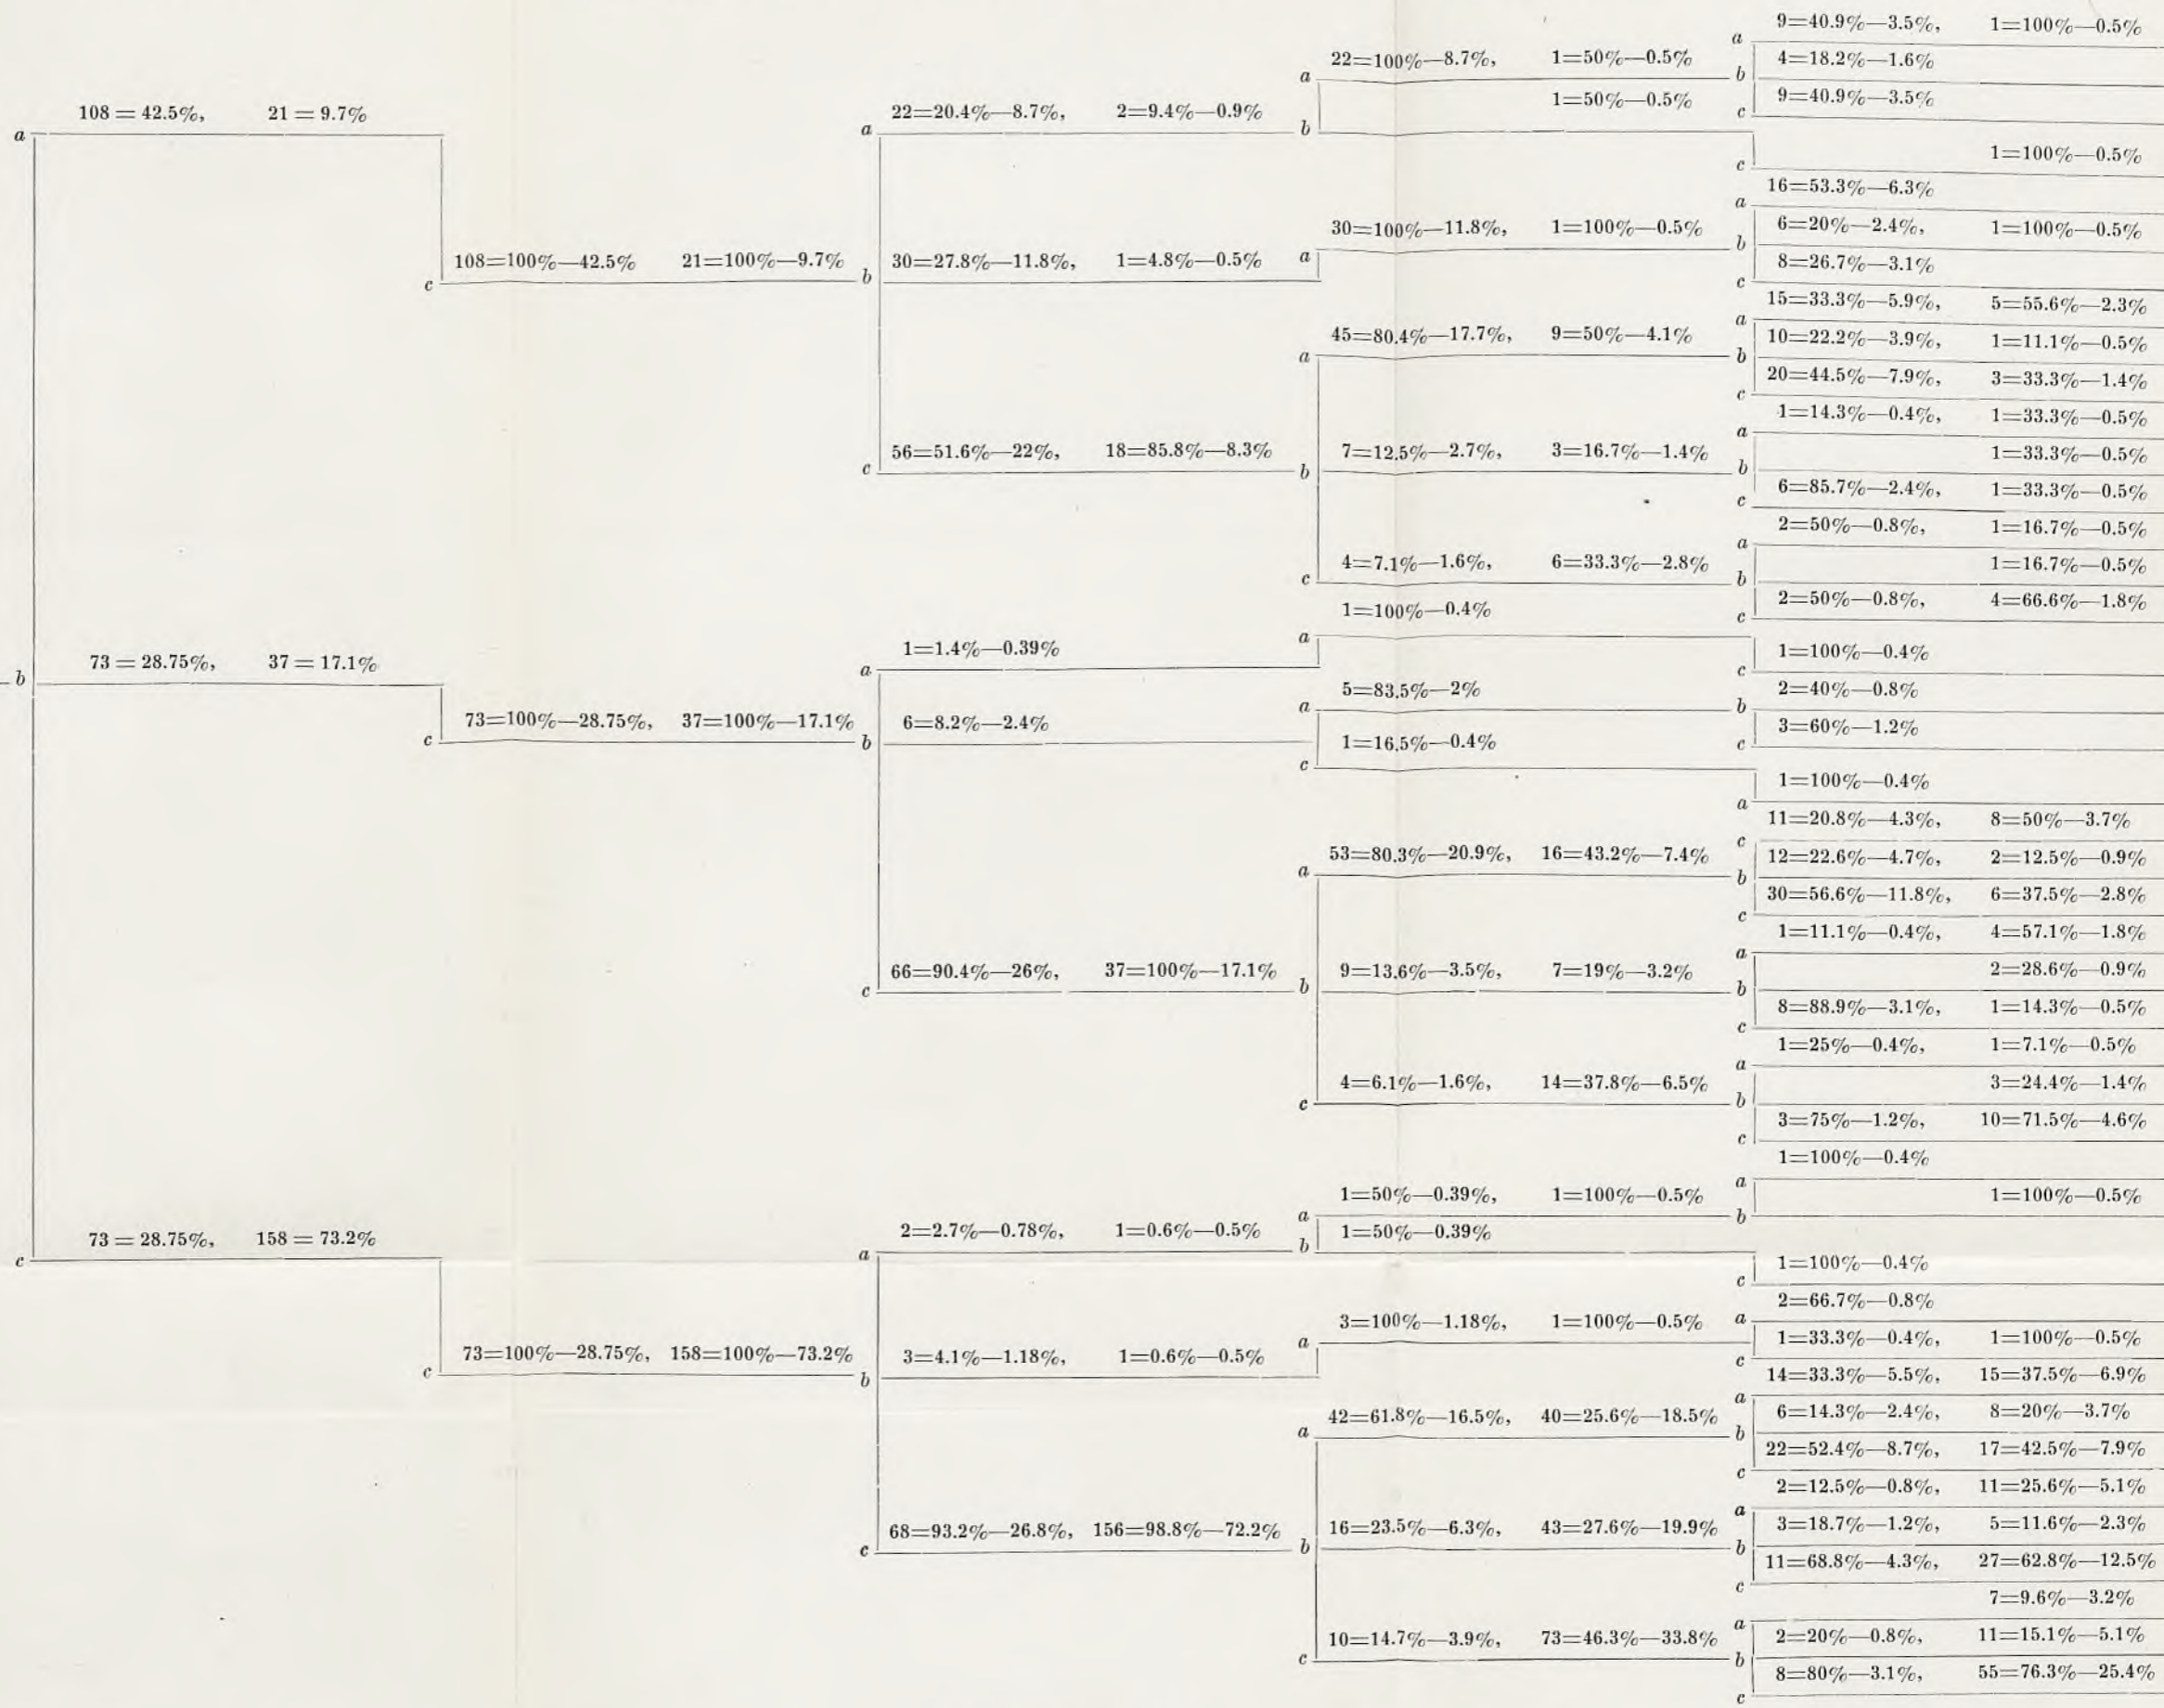 9=40.9%—3.5%, 1=100%—0.5%
a
22=100%—8.7%, 1=50%—0.5%
4=18.2%—1.6%
a
b
1=50%—0.5%
9=40.9%—3.5%
108 = 42.5%, 21 = 9.7%
22=20.4%—8.7%, 2=9.4%—0.9%
c
a
a
b
1=100%—0.5%
c
16=53.3%—6.3%
a
30=100%—11.8%, 1=100%—0.5%
6=20%—2.4%, 1=100%—0.5%
b
108=100%—42.5% 21=100%—9.7%
30=27.8%—11.8%, 1=4.8%—0.5%
a
8=26.7%—3.1%
c
b
c
15=33.3%—5.9%, 5=55.6%—2.3%
a
45=80.4%—17.7%, 9=50%—4.1%
10=22.2%—3.9%, 1=11.1%—0.5%
a
b
20=44.5%—7.9%, 3=33.3%—1.4%
c
1=14.3%—0.4%, 1=33.3%—0.5%
a
56=51.6%—22%, 18=85.8%—8.3%
7=12.5%—2.7%, 3=16.7%—1.4%
1=33.3%—0.5%
c
b
b
6=85.7%—2.4%, 1=33.3%—0.5%
c
2=50%—0.8%, 1=16.7%—0.5%
a
4=7.1%—1.6%, 6=33.3%—2.8%
1=16.7%—0.5%
c
b
2=50%—0.8%, 4=66.6%—1.8%
1=100%—0.4%
c
a
73 = 28.75%, 37 = 17.1%
1=1.4%—0.39%
1=100%—0.4%
b
a
c
5=83.5%—2%
2=40%—0.8%
a
b
73=100%—28.75%, 37=100%—17.1%
6=8.2%—2.4%
3=60%—1.2%
c
b
1=16.5%—0.4%
c
c
1=100%—0.4%
a
11=20.8%—4.3%, 8=50%—3.7%
c
53=80.3%—20.9%, 16=43.2%—7.4%
12=22.6%—4.7%, 2=12.5%—0.9%
a
b
30=56.6%—11.8%, 6=37.5%—2.8%
c
1=11.1%—0.4%, 4=57.1%—1.8%
a
66=90.4%—26%, 37=100%—17.1%
9=13.6%—3.5%, 7=19%—3.2%
2=28.6%—0.9%
c
b
b
8=88.9%—3.1%, 1=14.3%—0.5%
c
1=25%—0.4%, 1=7.1%—0.5%
a
4=6.1%—1.6%, 14=37.8%—6.5%
3=24.4%—1.4%
c
b
3=75%—1.2%, 10=71.5%—4.6%
c
1=100%—0.4%
a
1=50%—0.39%, 1=100%—0.5%
1=100%—0.5%
a
b
73 = 28.75%, 158 = 73.2%
2=2.7%—0.78%, 1=0.6%—0.5%
1=50%—0.39%
c
a
b
1=100%—0.4%
c
2=66.7%—0.8%
3=100%—1.18%, 1=100%—0.5%
a
a
1=33.3%—0.4%, 1=100%—0.5%
73=100%—28.75%, 158=100%—73.2%
3=4.1%—1.18%, 1=0.6%—0.5%
c
c
b
14=33.3%—5.5%, 15=37.5%—6.9%
a
42=61.8%—16.5%, 40=25.6%—18.5%
6=14.3%—2.4%, 8=20%—3.7%
a
b
22=52.4%—8.7%, 17=42.5%—7.9%
c
2=12.5%—0.8%, 11=25.6%—5.1%
a
68=93.2%—26.8%, 156=98.8%—72.2%
16=23.5%—6.3%, 43=27.6%—19.9%
3=18.7%—1.2%, 5=11.6%—2.3%
c
b
b
11=68.8%—4.3%, 27=62.8%—12.5%
c
7=9.6%—3.2%
a
10=14.7%—3.9%, 73=46.3%—33.8%
2=20%—0.8%, 11=15.1%—5.1%
c
b
8=80%—3.1%, 55=76.3%—25.4%
c